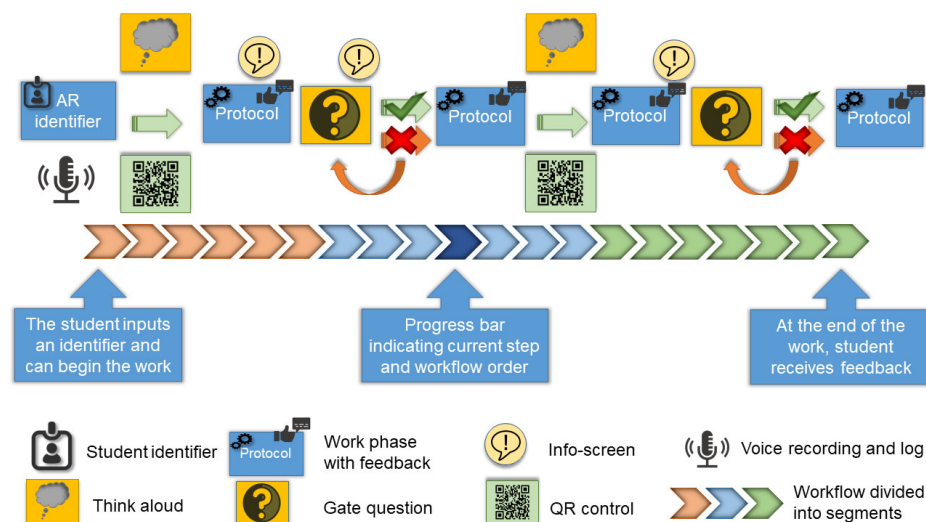 AR
identifier
Protocol
Protocol
Protocol
Protocol
The student inputs
an identifier and
can begin the work
Progress bar
indicating current step
and workflow order
At the end of the
work, student
receives feedback
Student identifier
Protocol
Work phase
with feedback
Info-screen
Voice recording and log
Think aloud
Gate question
QR control
Workflow divided
into segments